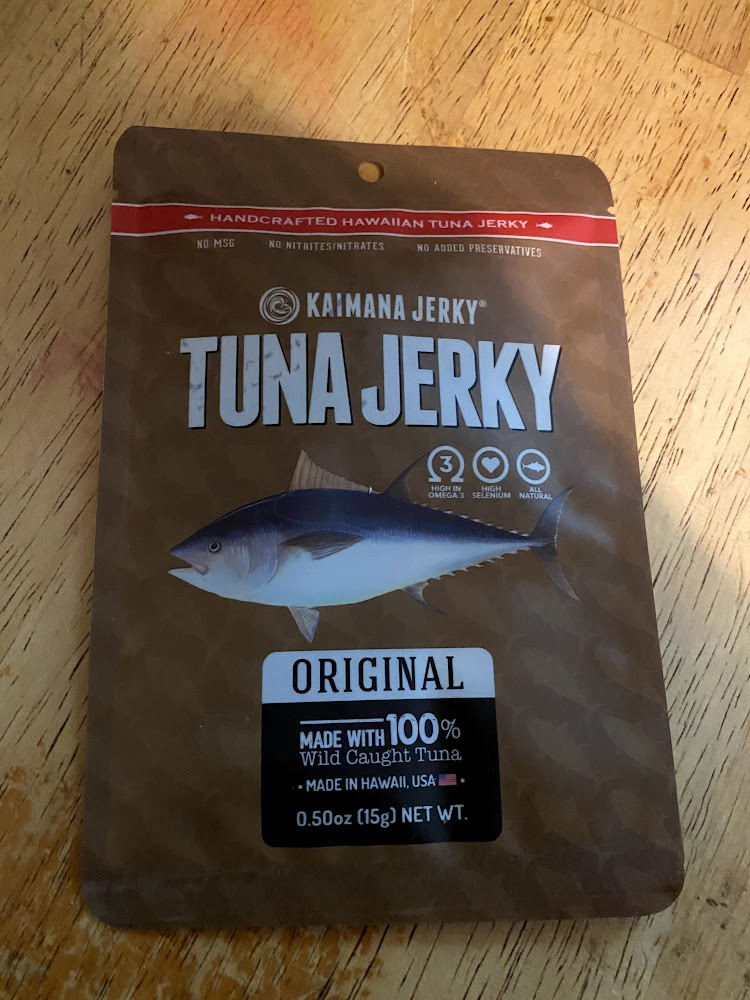 HANDCRAFTED HAWAIIAN TUNA JERKY
NO MSG NO NITRITES/NITRATES NO ADDED PRESERVATIVES
KAIMANA JERKY®
TUNA JERKY
3
HIGH IN OMEGA 3
HIGH SELENIUM
ALL NATURAL
ORIGINAL
MADE WITH 100%
Wild Caught Tuna
• MADE IN HAWAII, USA •
0.50oz (15g) NET WT.